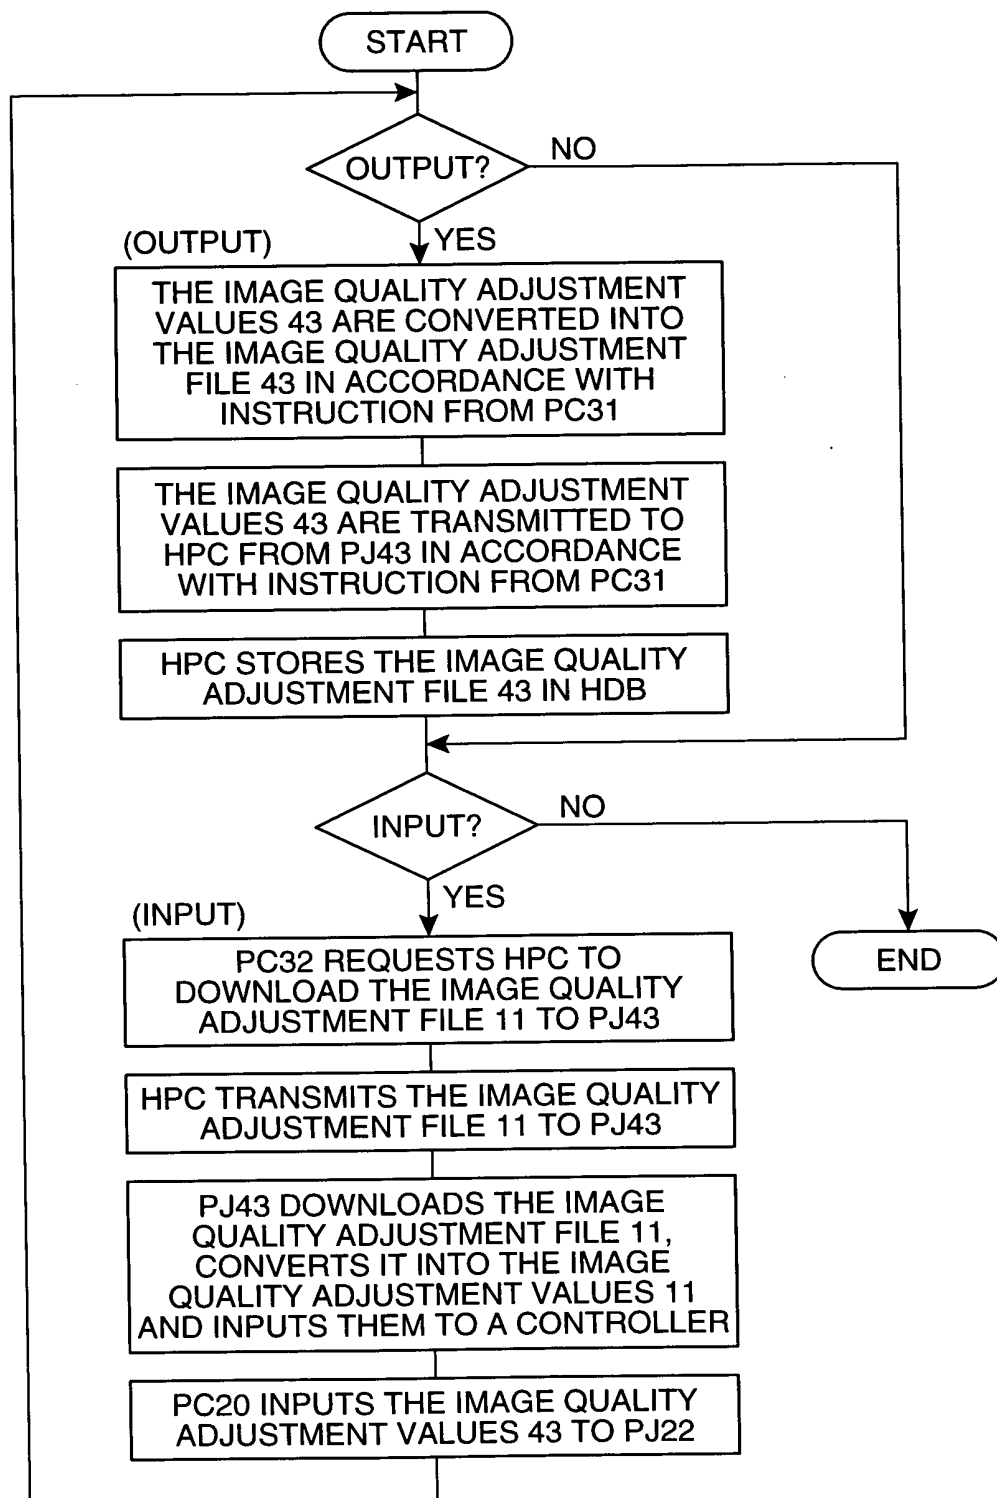 START
OUTPUT?
NO
YES
(OUTPUT)
THE IMAGE QUALITY ADJUSTMENT
VALUES 43 ARE CONVERTED INTO
THE IMAGE QUALITY ADJUSTMENT
FILE 43 IN ACCORDANCE WITH
INSTRUCTION FROM PC31
THE IMAGE QUALITY ADJUSTMENT
VALUES 43 ARE TRANSMITTED TO
HPC FROM PJ43 IN ACCORDANCE
WITH INSTRUCTION FROM PC31
HPC STORES THE IMAGE QUALITY
ADJUSTMENT FILE 43 IN HDB
INPUT?
NO
YES
(INPUT)
END
PC32 REQUESTS HPC TO
DOWNLOAD THE IMAGE QUALITY
ADJUSTMENT FILE 11 TO PJ43
HPC TRANSMITS THE IMAGE QUALITY
ADJUSTMENT FILE 11 TO PJ43
PJ43 DOWNLOADS THE IMAGE
QUALITY ADJUSTMENT FILE 11,
CONVERTS IT INTO THE IMAGE
QUALITY ADJUSTMENT VALUES 11
AND INPUTS THEM TO A CONTROLLER
PC20 INPUTS THE IMAGE QUALITY
ADJUSTMENT VALUES 43 TO PJ22